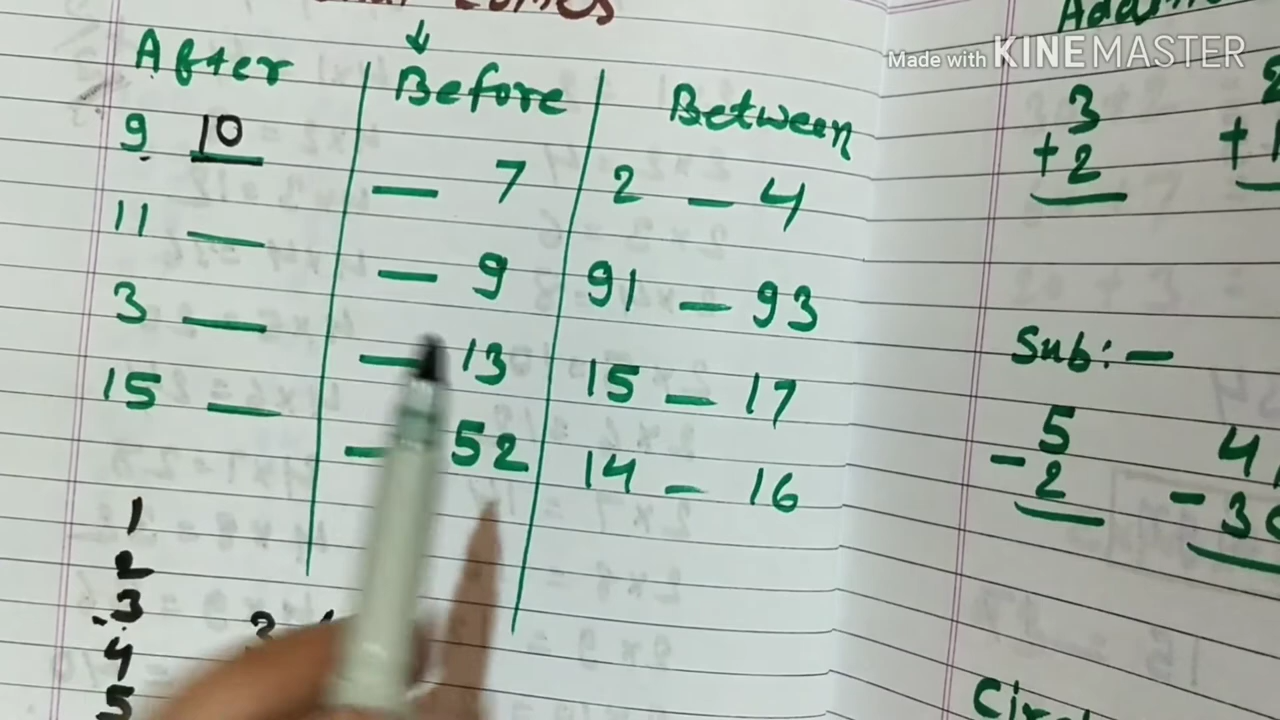 Made with KINEMASTER
After Before Between
9 10
— 7 2 — 4
11 —
— 9 91 — 93
3 —
— 13 15 — 17
15 —
— 52 14 — 16
1
2
3
4
5
3
+ 2
Sub:—
5
- 2